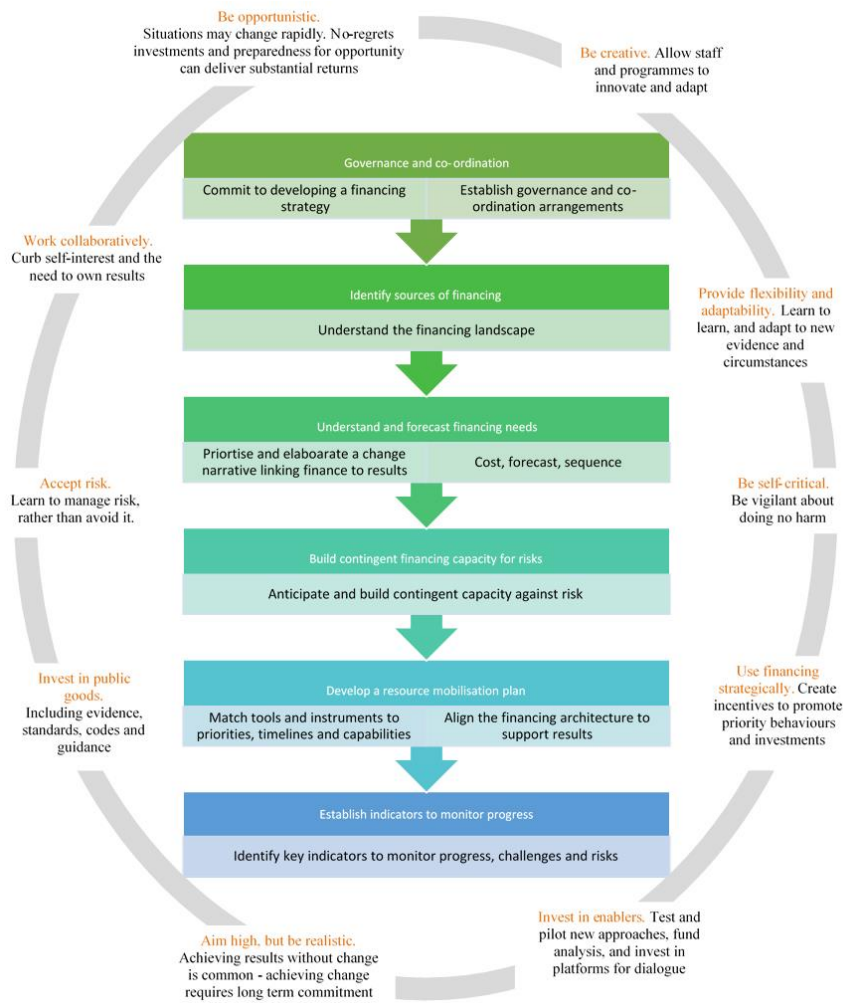 Be opportunistic.
Situations may change rapidly. No-regrets
investments and preparedness for opportunity
can deliver substantial returns
Be creative. Allow staff
and programmes to
innovate and adapt
Governance and co-ordination
Commit to developing a financing
strategy
Establish governance and co-
ordination arrangements
Work collaboratively.
Curb self-interest and the
need to own results
Identify sources of financing
Understand the financing landscape
Provide flexibility and
adaptability. Learn to
learn, and adapt to new
evidence and
circumstances
Understand and forecast financing needs
Priortise and elaboarate a change
narrative linking finance to results
Cost, forecast, sequence
Accept risk.
Learn to manage risk,
rather than avoid it.
Be self-critical.
Be vigilant about
doing no harm
Build contingent financing capacity for risks
Anticipate and build contingent capacity against risk
Invest in public
goods.
Including evidence,
standards, codes and
guidance
Develop a resource mobilisation plan
Match tools and instruments to
priorities, timelines and capabilities
Align the financing architecture to
support results
Use financing
strategically. Create
incentives to promote
priority behaviours
and investments
Establish indicators to monitor progress
Identify key indicators to monitor progress, challenges and risks
Aim high, but be realistic.
Achieving results without change
is common - achieving change
requires long term commitment
Invest in enablers. Test and
pilot new approaches, fund
analysis, and invest in
platforms for dialogue